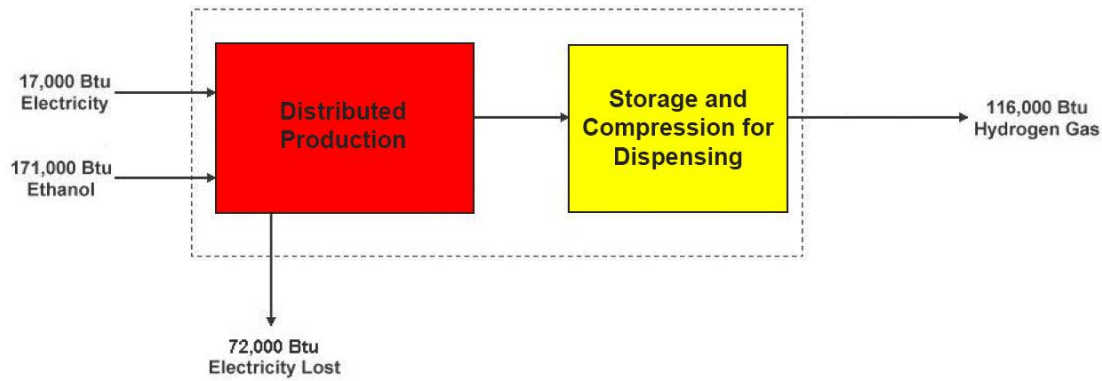 17,000 Btu
Electricity
171,000 Btu
Ethanol
Distributed
Production
Storage and
Compression for
Dispensing
116,000 Btu
Hydrogen Gas
72,000 Btu
Electricity Lost